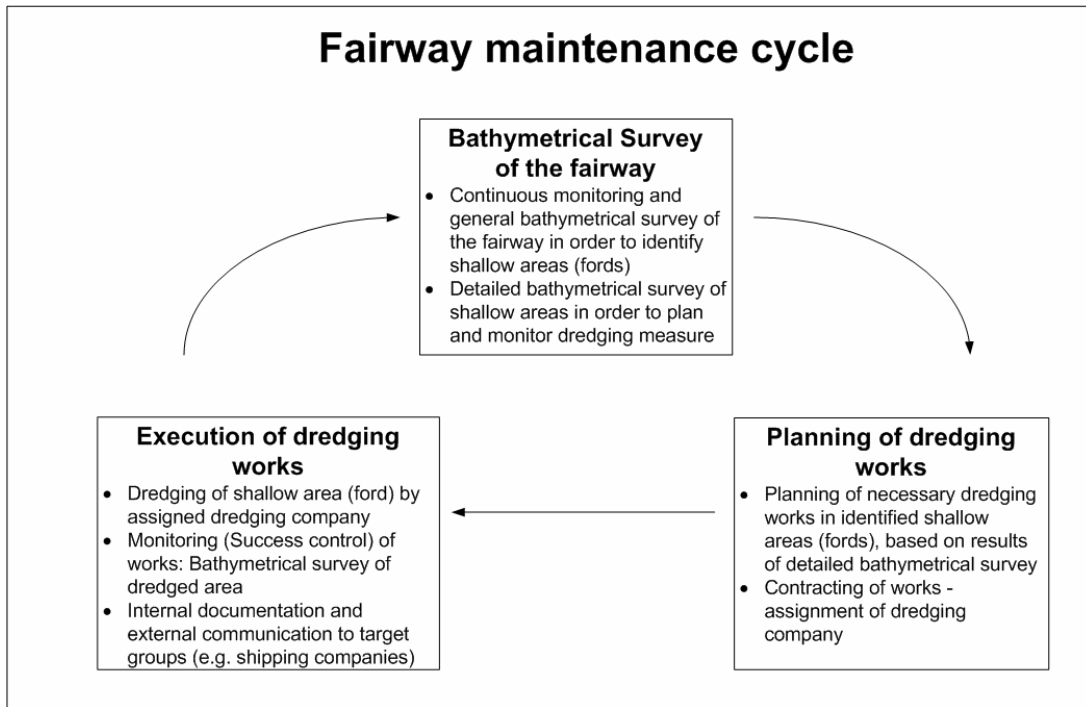 Fairway maintenance cycle
Bathymetrical Survey
of the fairway
• Continuous monitoring and
general bathymetrical survey of
the fairway in order to identify
shallow areas (fords)
• Detailed bathymetrical survey of
shallow areas in order to plan
and monitor dredging measure
Execution of dredging
works
• Dredging of shallow area (ford) by
assigned dredging company
• Monitoring (Success control) of
works: Bathymetrical survey of
dredged area
• Internal documentation and
external communication to target
groups (e.g. shipping companies)
Planning of dredging
works
• Planning of necessary dredging
works in identified shallow
areas (fords), based on results
of detailed bathymetrical survey
• Contracting of works -
assignment of dredging
company